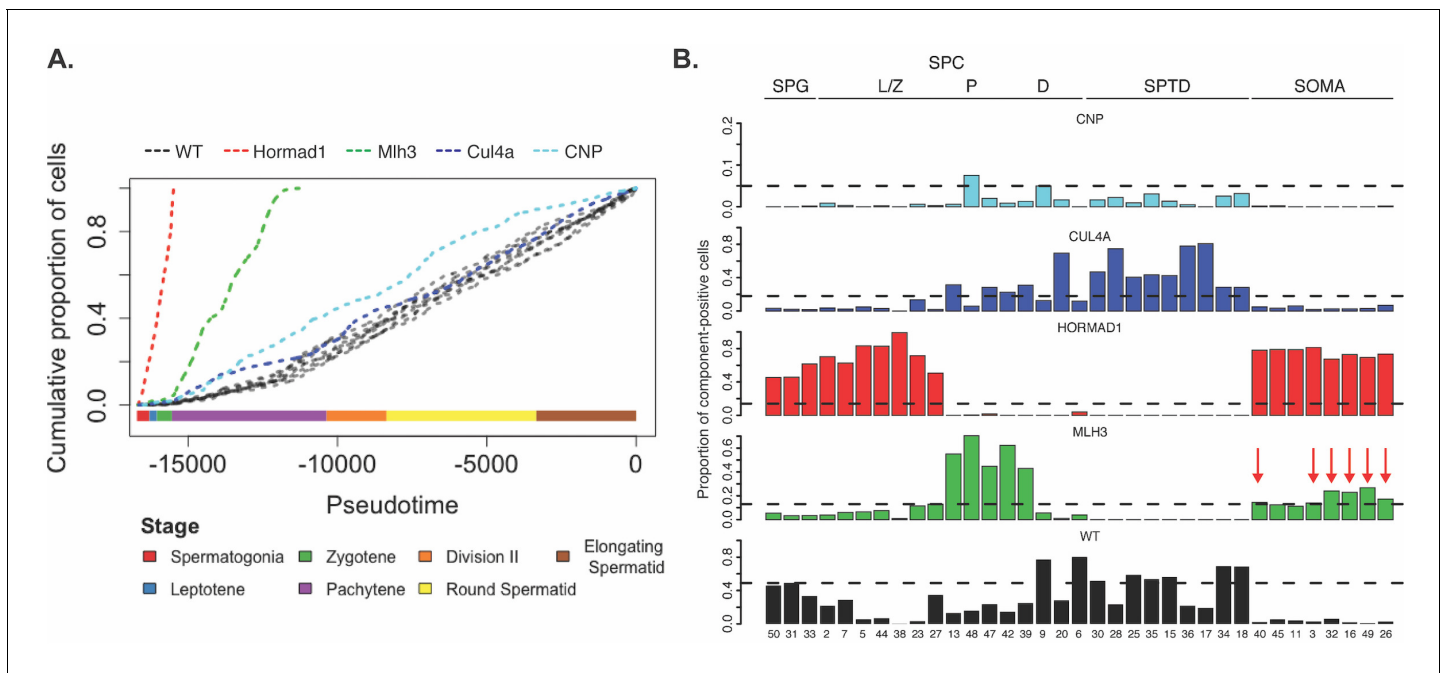 A.
WT Hormad1 Mlh3 Cul4a CNP
Cumulative proportion of cells
0.0 0.4 0.8
-15000 -10000 -5000 0
Pseudotime
Stage
Spermatogonia Zygotene Division II Elongating Spermatid
Leptotene Pachytene Round Spermatid
B.
SPC
SPG L/Z P D SPTD SOMA
Proportion of component-positive cells
CNP
0.0 0.1 0.2
CUL4A
0.0 0.4 0.8
HORMAD1
0.0 0.4 0.8
MLH3
0.0 0.2 0.4 0.6
WT
0.0 0.4 0.8
50 31 33 2 7 5 44 38 23 27 13 48 47 42 39 9 20 6 30 28 25 35 15 36 17 34 18 40 45 11 3 32 16 49 26